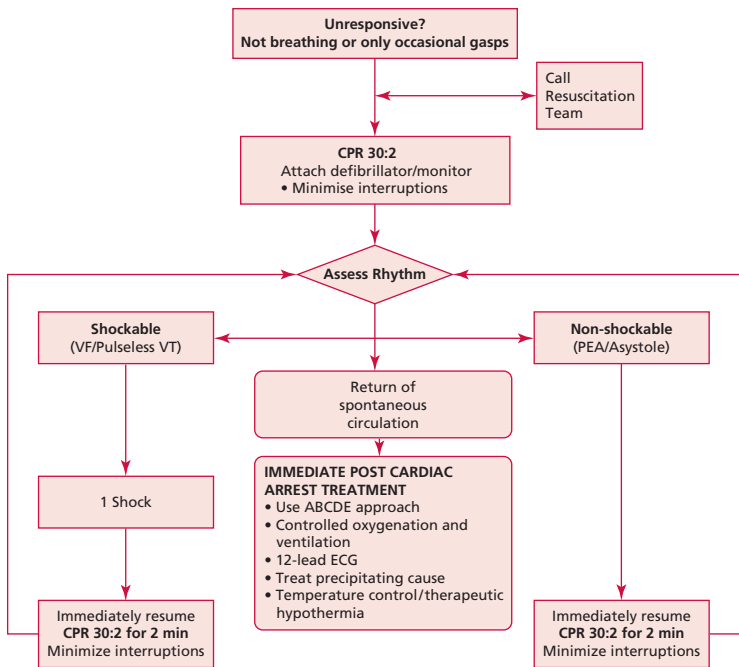 Unresponsive?
Not breathing or only occasional gasps
Call
Resuscitation
Team
CPR 30:2
Attach defibrillator/monitor
• Minimise interruptions
Assess Rhythm
Shockable
(VF/Pulseless VT)
Non-shockable
(PEA/Asystole)
Return of
spontaneous
circulation
1 Shock
IMMEDIATE POST CARDIAC
ARREST TREATMENT
• Use ABCDE approach
• Controlled oxygenation and
ventilation
• 12-lead ECG
• Treat precipitating cause
• Temperature control/therapeutic
hypothermia
Immediately resume
CPR 30:2 for 2 min
Minimize interruptions
Immediately resume
CPR 30:2 for 2 min
Minimize interruptions